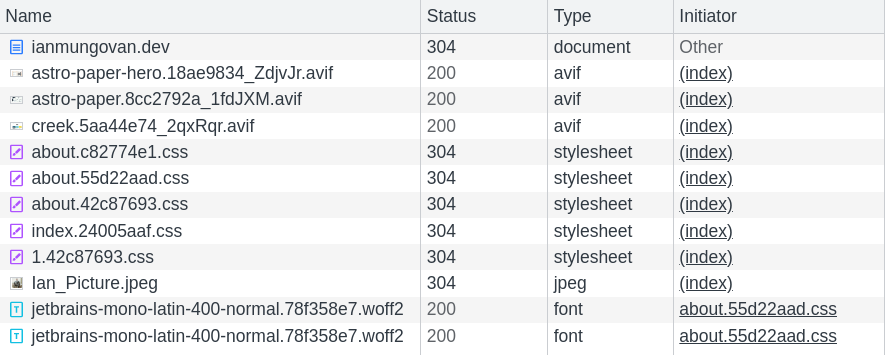 Name Status Type Initiator
ianmungovan.dev 304 document Other
astro-paper-hero.18ae9834_ZdjvJr.avif 200 avif (index)
astro-paper.8cc2792a_1fdJXM.avif 200 avif (index)
creek.5aa44e74_2qxRqr.avif 200 avif (index)
about.c82774e1.css 304 stylesheet (index)
about.55d22aad.css 304 stylesheet (index)
about.42c87693.css 304 stylesheet (index)
index.24005aaf.css 304 stylesheet (index)
1.42c87693.css 304 stylesheet (index)
Ian_Picture.jpeg 304 jpeg (index)
jetbrains-mono-latin-400-normal.78f358e7.woff2 200 font about.55d22aad.css
jetbrains-mono-latin-400-normal.78f358e7.woff2 200 font about.55d22aad.css